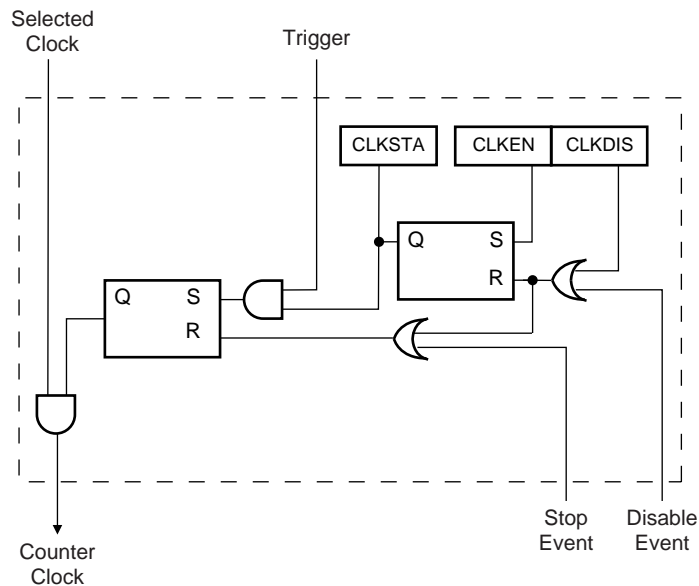 Selected
Clock
Trigger
CLKSTA
CLKEN
CLKDIS
Q
S
R
Q
S
R
Stop
Event
Disable
Event
Counter
Clock